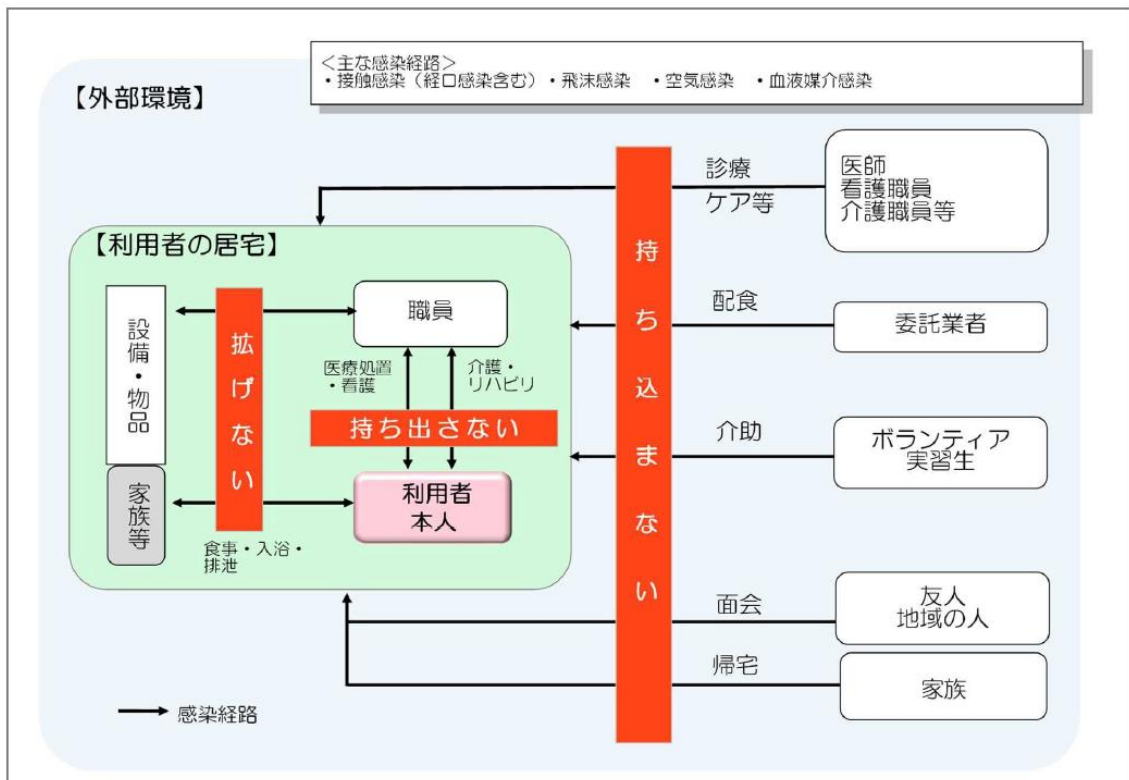 <主な感染経路>
・接触感染(経口感染含む)・飛沫感染 ・空気感染 ・血液媒介感染
【外部環境】
診療
ケア等
医師
看護職員
介護職員等
【利用者の居宅】
持ち込まない
設備・物品
拡げない
職員
配食
委託業者
医療処置
・看護
介護・
リハビリ
持ち出さない
介助
ボランティア
実習生
家族等
利用者
本人
食事・入浴・
排泄
面会
友人
地域の人
帰宅
家族
感染経路